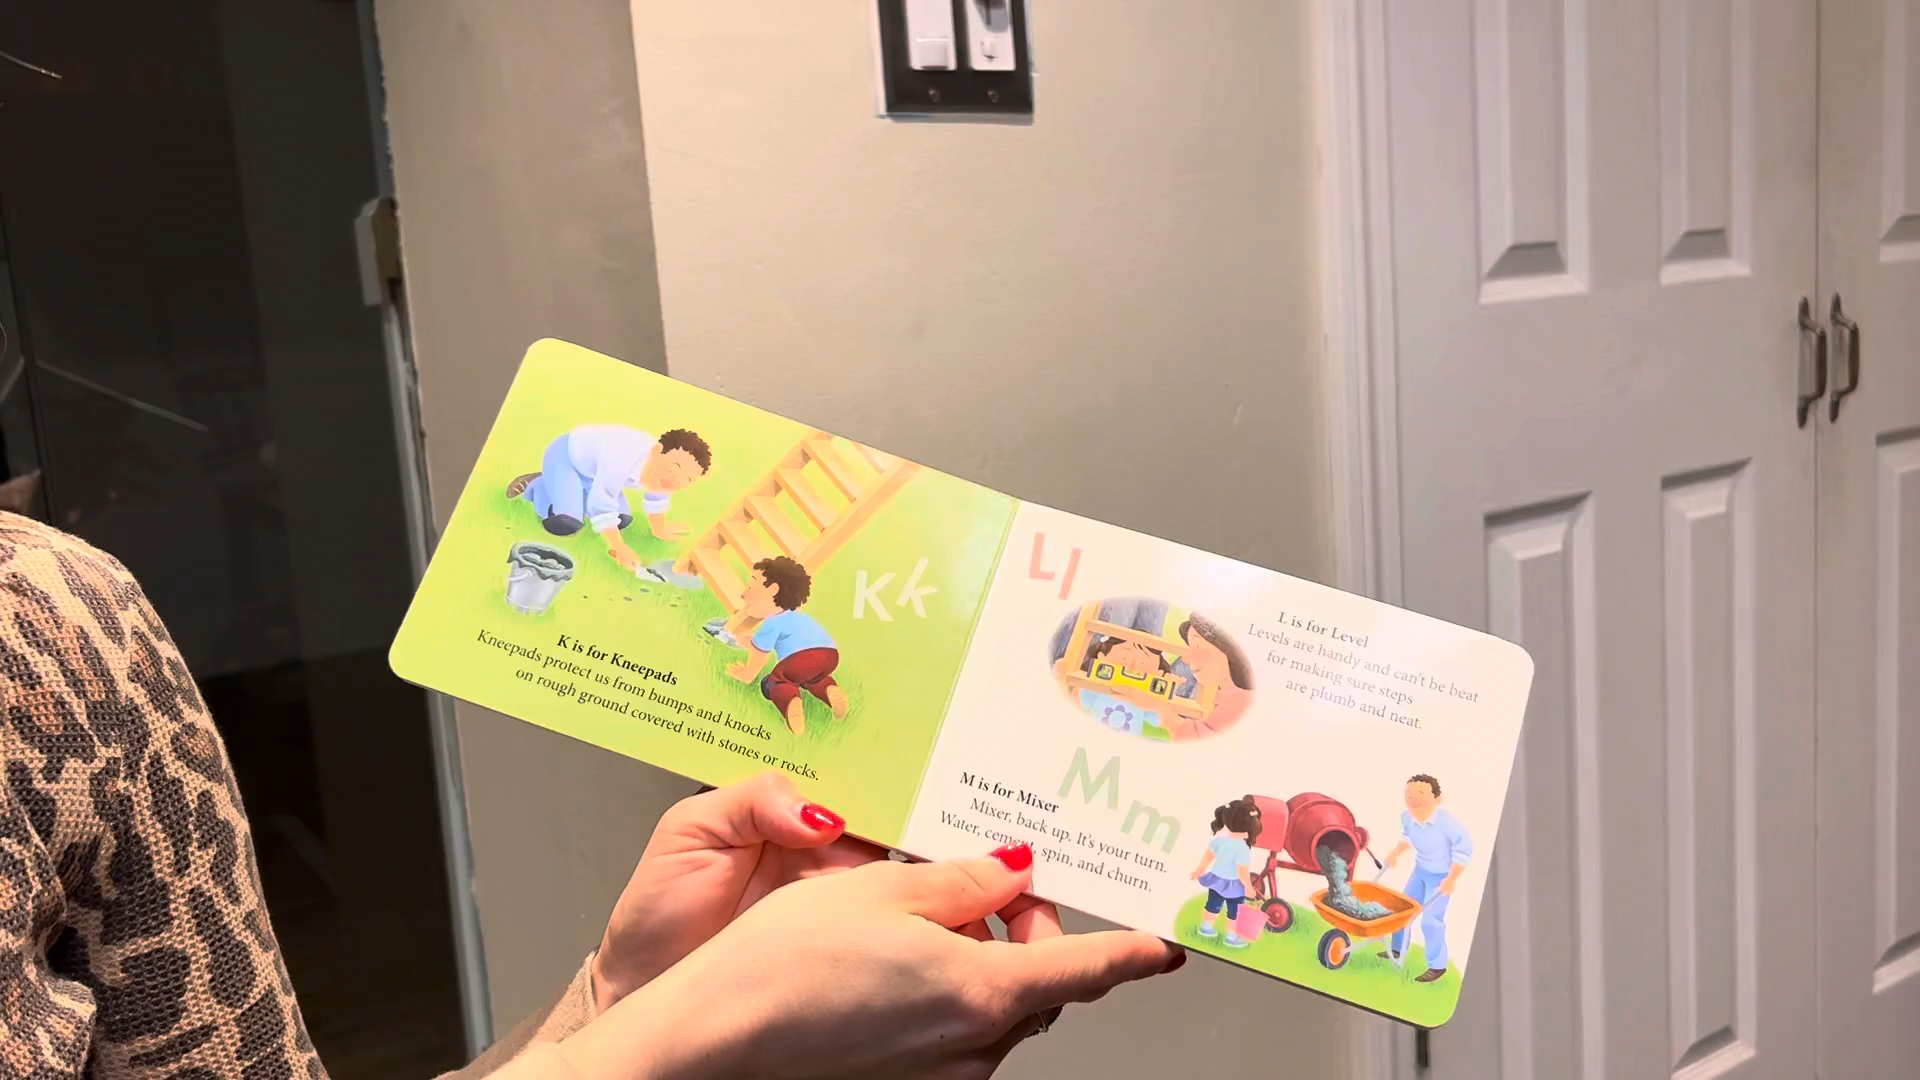 Kk
K is for Kneepads
Kneepads protect us from bumps and knocks
on rough ground covered with stones or rocks.
Ll
L is for Level
Levels are handy and can't be beat
for making sure steps
are plumb and neat.
Mm
M is for Mixer
Mixer, back up. It's your turn.
Water, cement, spin, and churn.